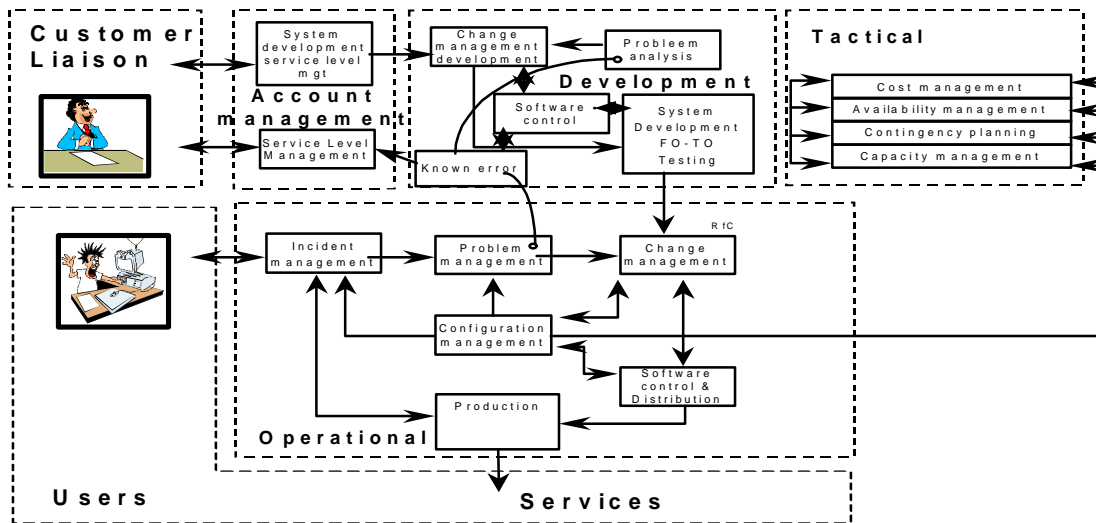 Customer
Liaison
System
development
service level
mgt
Account
management
Service Level
Management
Change
management
development
Probleem
analysis
Development
Software
control
System
Development
FO-TO
Testing
Known error
Tactical
Cost management
Availability management
Contingency planning
Capacity management
Incident
management
Problem
management
RfC
Change
management
Configuration
management
Software
control &
Distribution
Production
Operational
Users
Services